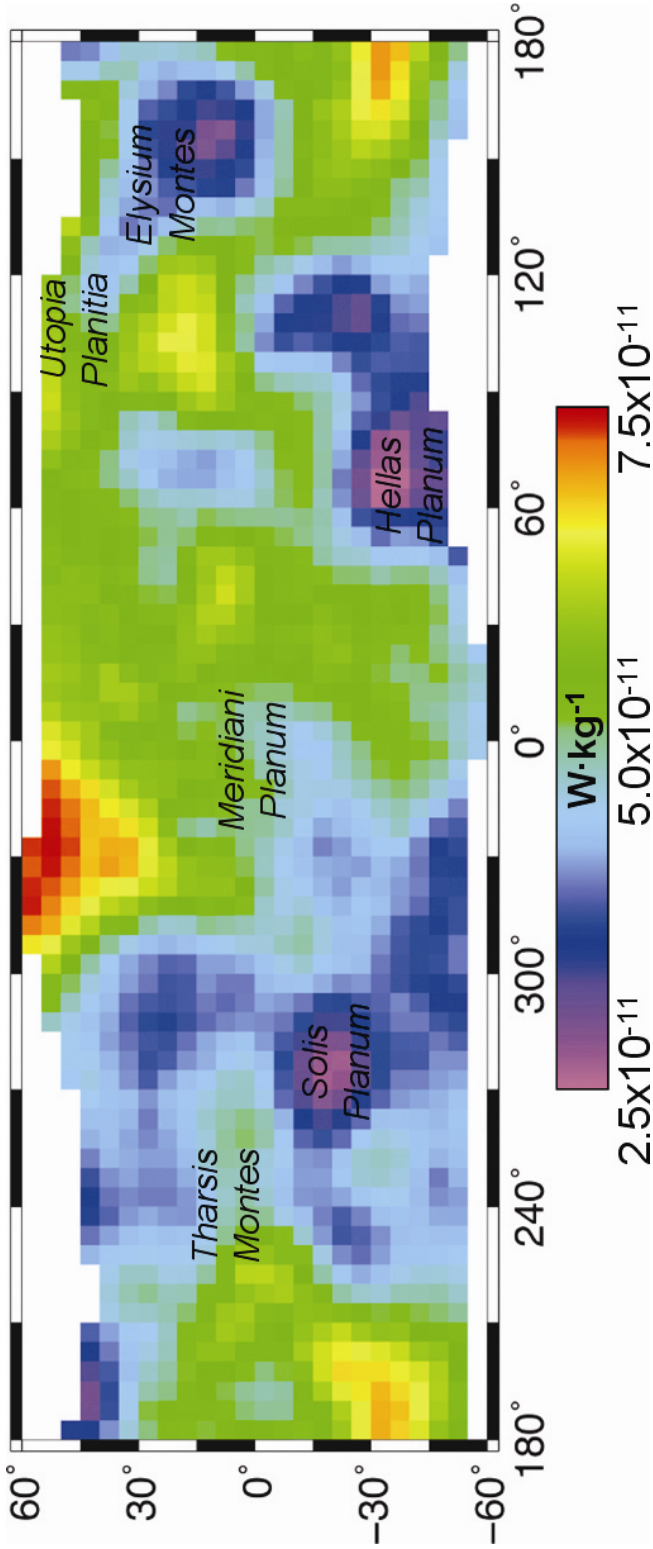 60°
30°
0°
−30°
−60°
Utopia
Planitia
Elysium
Montes
Meridiani
Planum
Tharsis
Montes
Solis
Planum
Hellas
Planum
180°
240°
300°
0°
60°
120°
180°
W·kg⁻¹
2.5x10⁻¹¹
5.0x10⁻¹¹
7.5x10⁻¹¹